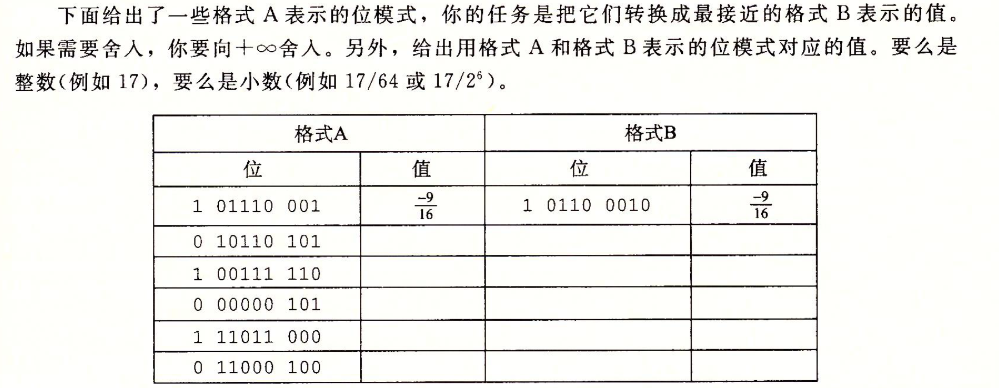 下面给出了一些格式 A 表示的位模式，你的任务是把它们转换成最接近的格式 B 表示的值。
如果需要舍入，你要向+∞舍入。另外，给出用格式 A 和格式 B 表示的位模式对应的值。要么是
整数(例如 17)，要么是小数(例如 17/64 或 17/2⁶)。
格式A 格式B
位 值 位 值
1 01110 001 -9/16 1 0110 0010 -9/16
0 10110 101
1 00111 110
0 00000 101
1 11011 000
0 11000 100